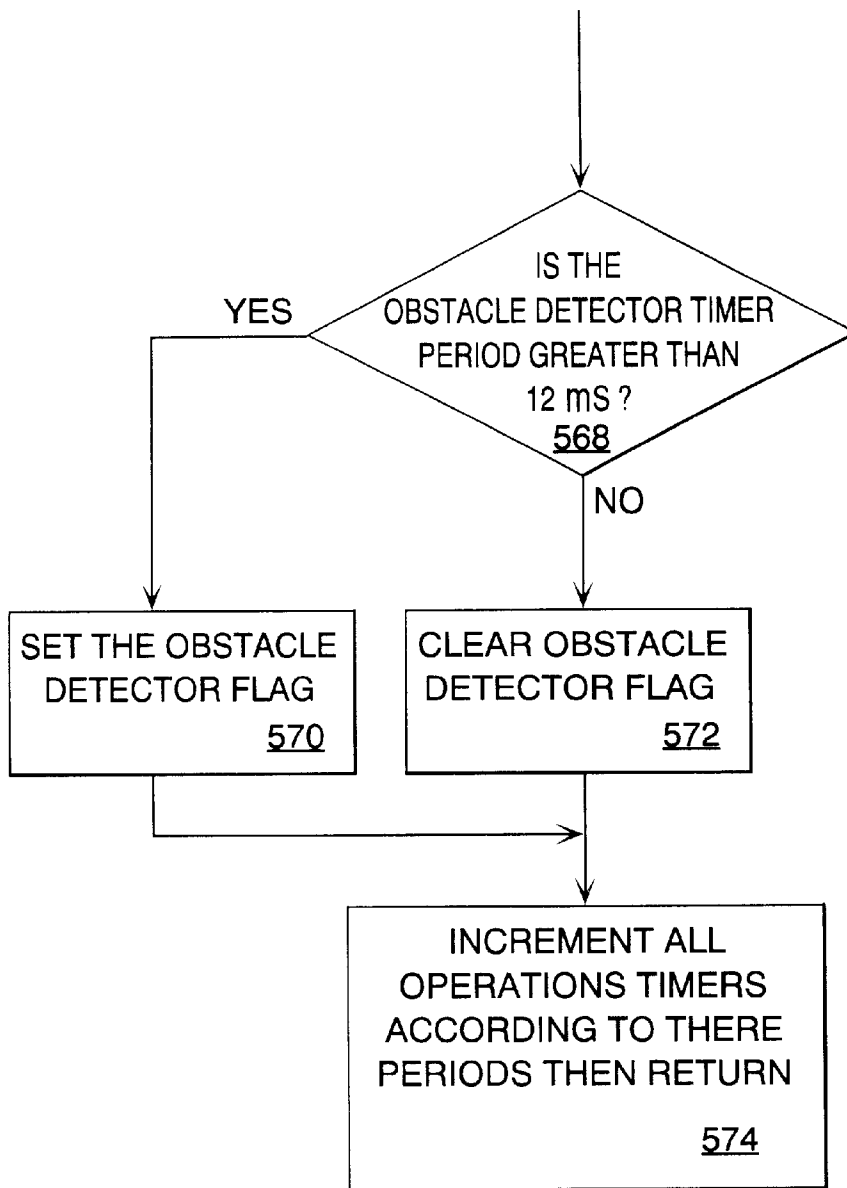 IS THE
OBSTACLE DETECTOR TIMER
PERIOD GREATER THAN
12 mS ?
568
YES
NO
SET THE OBSTACLE
DETECTOR FLAG
570
CLEAR OBSTACLE
DETECTOR FLAG
572
INCREMENT ALL
OPERATIONS TIMERS
ACCORDING TO THERE
PERIODS THEN RETURN
574